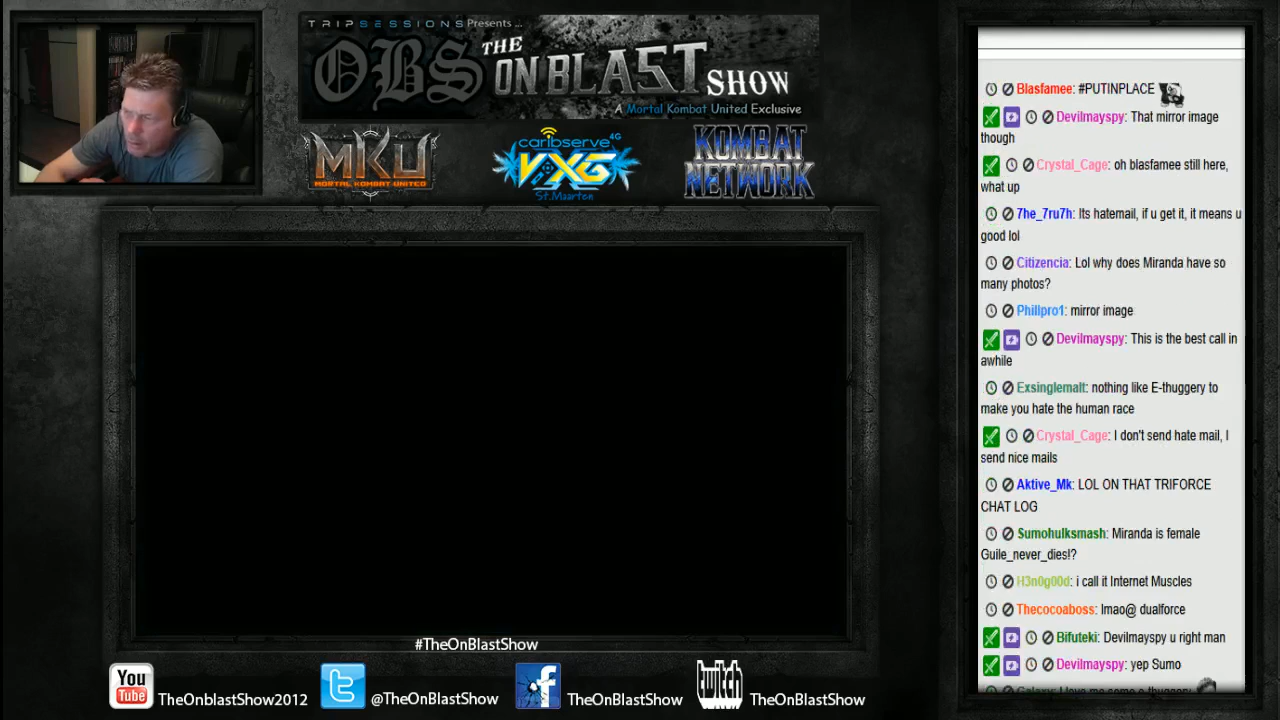 TRIPSESSIONS Presents ...
OBS THE ON BLAST SHOW
A Mortal Kombat United Exclusive
MKU
MORTAL KOMBAT UNITED
caribserve 4G
VXG
St.Maarten
KOMBAT
NETWORK
Blasfamee: #PUTINPLACE
Devilmayspy: That mirror image
though
Crystal_Cage: oh blasfamee still here,
what up
7he_7ru7h: Its hatemail, if u get it, it means u
good lol
Citizencia: Lol why does Miranda have so
many photos?
Phillpro1: mirror image
Devilmayspy: This is the best call in
awhile
Exsinglemalt: nothing like E-thuggery to
make you hate the human race
Crystal_Cage: I don't send hate mail, I
send nice mails
Aktive_Mk: LOL ON THAT TRIFORCE
CHAT LOG
Sumohulksmash: Miranda is female
Guile_never_dies!?
H3n0g00d: i call it Internet Muscles
Thecocoaboss: lmao@ dualforce
Bifuteki: Devilmayspy u right man
Devilmayspy: yep Sumo
#TheOnBlastShow
You Tube TheOnblastShow2012
@TheOnBlastShow
TheOnBlastShow
twitch TheOnBlastShow